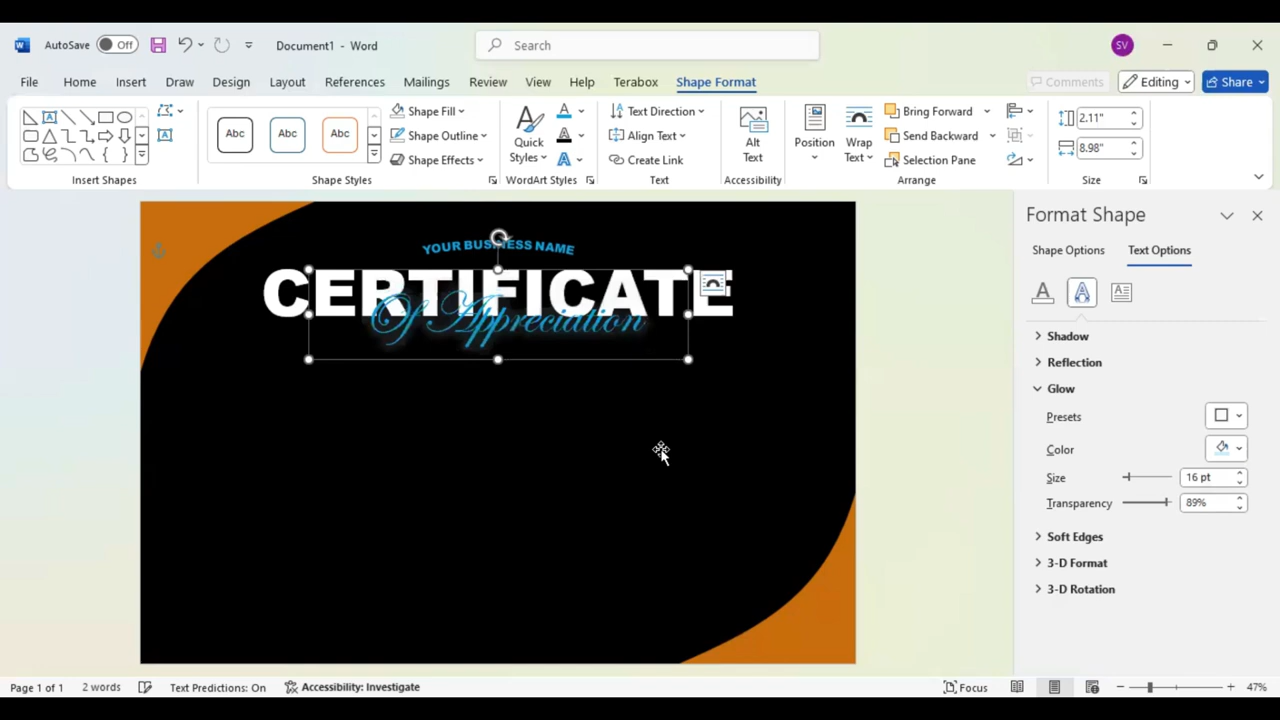 AutoSave Off Document1 - Word Search SV
File Home Insert Draw Design Layout References Mailings Review View Help Terabox Shape Format Comments Editing Share
Abc Abc Abc Shape Fill Shape Outline Shape Effects Quick Styles A A A Text Direction Align Text Create Link Alt Text Position Wrap Text Bring Forward Send Backward Selection Pane 2.11" 8.98"
Insert Shapes Shape Styles WordArt Styles Text Accessibility Arrange Size
YOUR BUSINESS NAME
CERTIFICATE
Of Appreciation
Format Shape
Shape Options Text Options
Shadow
Reflection
Glow
Presets
Color
Size 16 pt
Transparency 89%
Soft Edges
3-D Format
3-D Rotation
Page 1 of 1 2 words Text Predictions: On Accessibility: Investigate Focus 47%